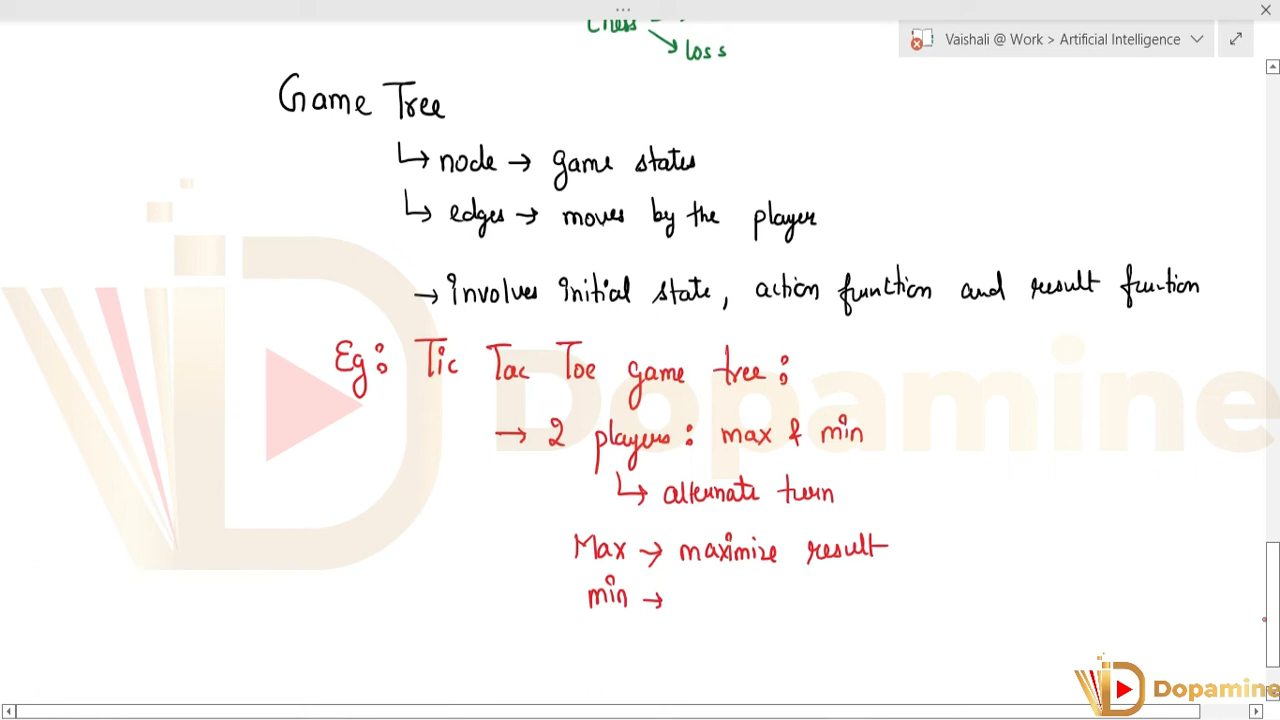 Chess
loss
Vaishali @ Work > Artificial Intelligence
Game Tree
↳ node → game states
↳ edges → moves by the player
→ involves initial state, action function and result function
Eg: Tic Tac Toe game tree:
→ 2 players: max & min
↳ alternate turn
Max → maximize result
min →
Dopamine
Dopamine